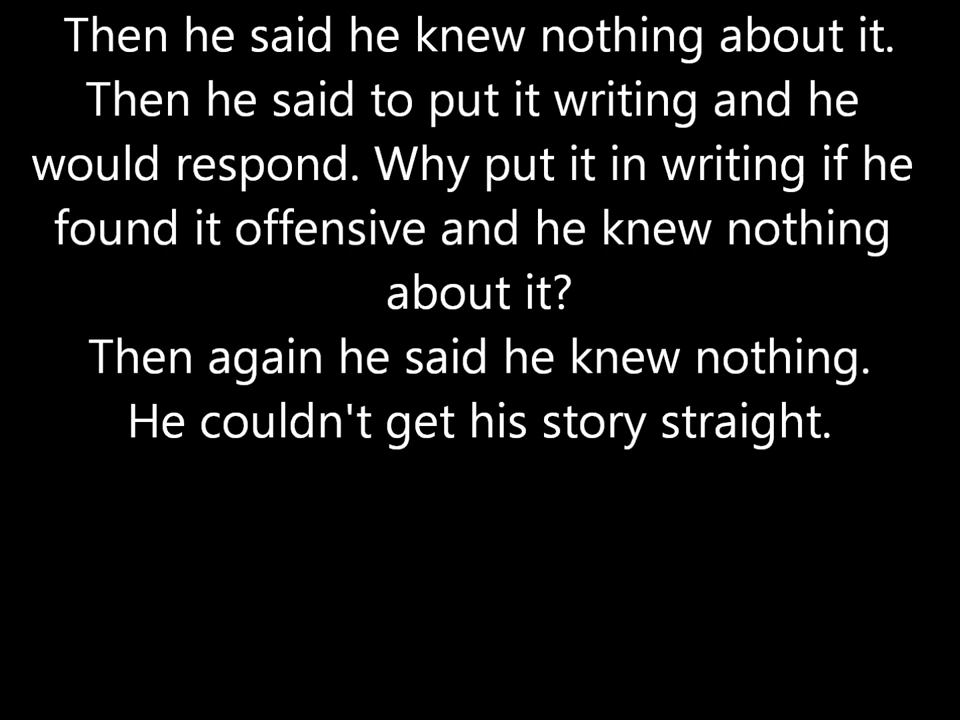 Then he said he knew nothing about it.
Then he said to put it writing and he
would respond. Why put it in writing if he
found it offensive and he knew nothing
about it?
Then again he said he knew nothing.
He couldn't get his story straight.